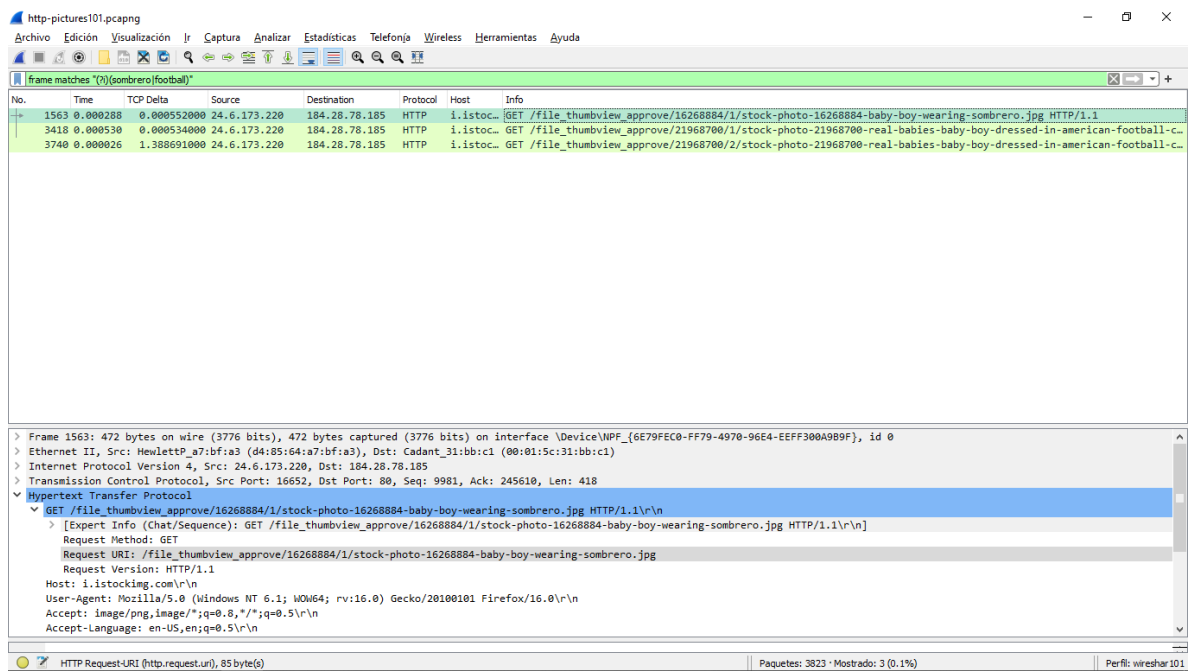 http-pictures101.pcapng
Archivo Edición Visualización Ir Captura Analizar Estadísticas Telefonía Wireless Herramientas Ayuda
frame matches "(?i)(sombrero|football)"
No. Time TCP Delta Source Destination Protocol Host Info
1563 0.000288 0.000552000 24.6.173.220 184.28.78.185 HTTP i.istoc… GET /file_thumbview_approve/16268884/1/stock-photo-16268884-baby-boy-wearing-sombrero.jpg HTTP/1.1
3418 0.000530 0.000534000 24.6.173.220 184.28.78.185 HTTP i.istoc… GET /file_thumbview_approve/21968700/1/stock-photo-21968700-real-babies-baby-boy-dressed-in-american-football-c…
3740 0.000026 1.388691000 24.6.173.220 184.28.78.185 HTTP i.istoc… GET /file_thumbview_approve/21968700/2/stock-photo-21968700-real-babies-baby-boy-dressed-in-american-football-c…
Frame 1563: 472 bytes on wire (3776 bits), 472 bytes captured (3776 bits) on interface \Device\NPF_{6E79FEC0-FF79-4970-96E4-EEFF300A9B9F}, id 0
Ethernet II, Src: HewlettP_a7:bf:a3 (d4:85:64:a7:bf:a3), Dst: Cadant_31:bb:c1 (00:01:5c:31:bb:c1)
Internet Protocol Version 4, Src: 24.6.173.220, Dst: 184.28.78.185
Transmission Control Protocol, Src Port: 16652, Dst Port: 80, Seq: 9981, Ack: 245610, Len: 418
Hypertext Transfer Protocol
GET /file_thumbview_approve/16268884/1/stock-photo-16268884-baby-boy-wearing-sombrero.jpg HTTP/1.1\r\n
[Expert Info (Chat/Sequence): GET /file_thumbview_approve/16268884/1/stock-photo-16268884-baby-boy-wearing-sombrero.jpg HTTP/1.1\r\n]
Request Method: GET
Request URI: /file_thumbview_approve/16268884/1/stock-photo-16268884-baby-boy-wearing-sombrero.jpg
Request Version: HTTP/1.1
Host: i.istockimg.com\r\n
User-Agent: Mozilla/5.0 (Windows NT 6.1; WOW64; rv:16.0) Gecko/20100101 Firefox/16.0\r\n
Accept: image/png,image/*;q=0.8,*/*;q=0.5\r\n
Accept-Language: en-US,en;q=0.5\r\n
HTTP Request-URI (http.request.uri), 85 byte(s) Paquetes: 3823 · Mostrado: 3 (0.1%) Perfil: wireshar101